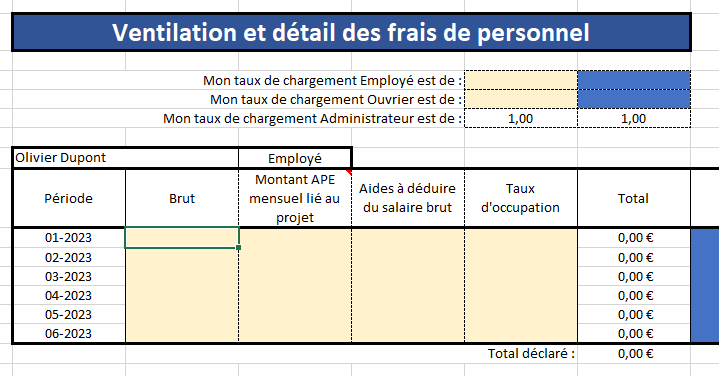 Ventilation et détail des frais de personnel
Mon taux de chargement Employé est de :
Mon taux de chargement Ouvrier est de :
Mon taux de chargement Administrateur est de : 1,00 1,00
Olivier Dupont Employé
Période Brut Montant APE mensuel lié au projet Aides à déduire du salaire brut Taux d'occupation Total
01-2023 0,00 €
02-2023 0,00 €
03-2023 0,00 €
04-2023 0,00 €
05-2023 0,00 €
06-2023 0,00 €
Total déclaré : 0,00 €